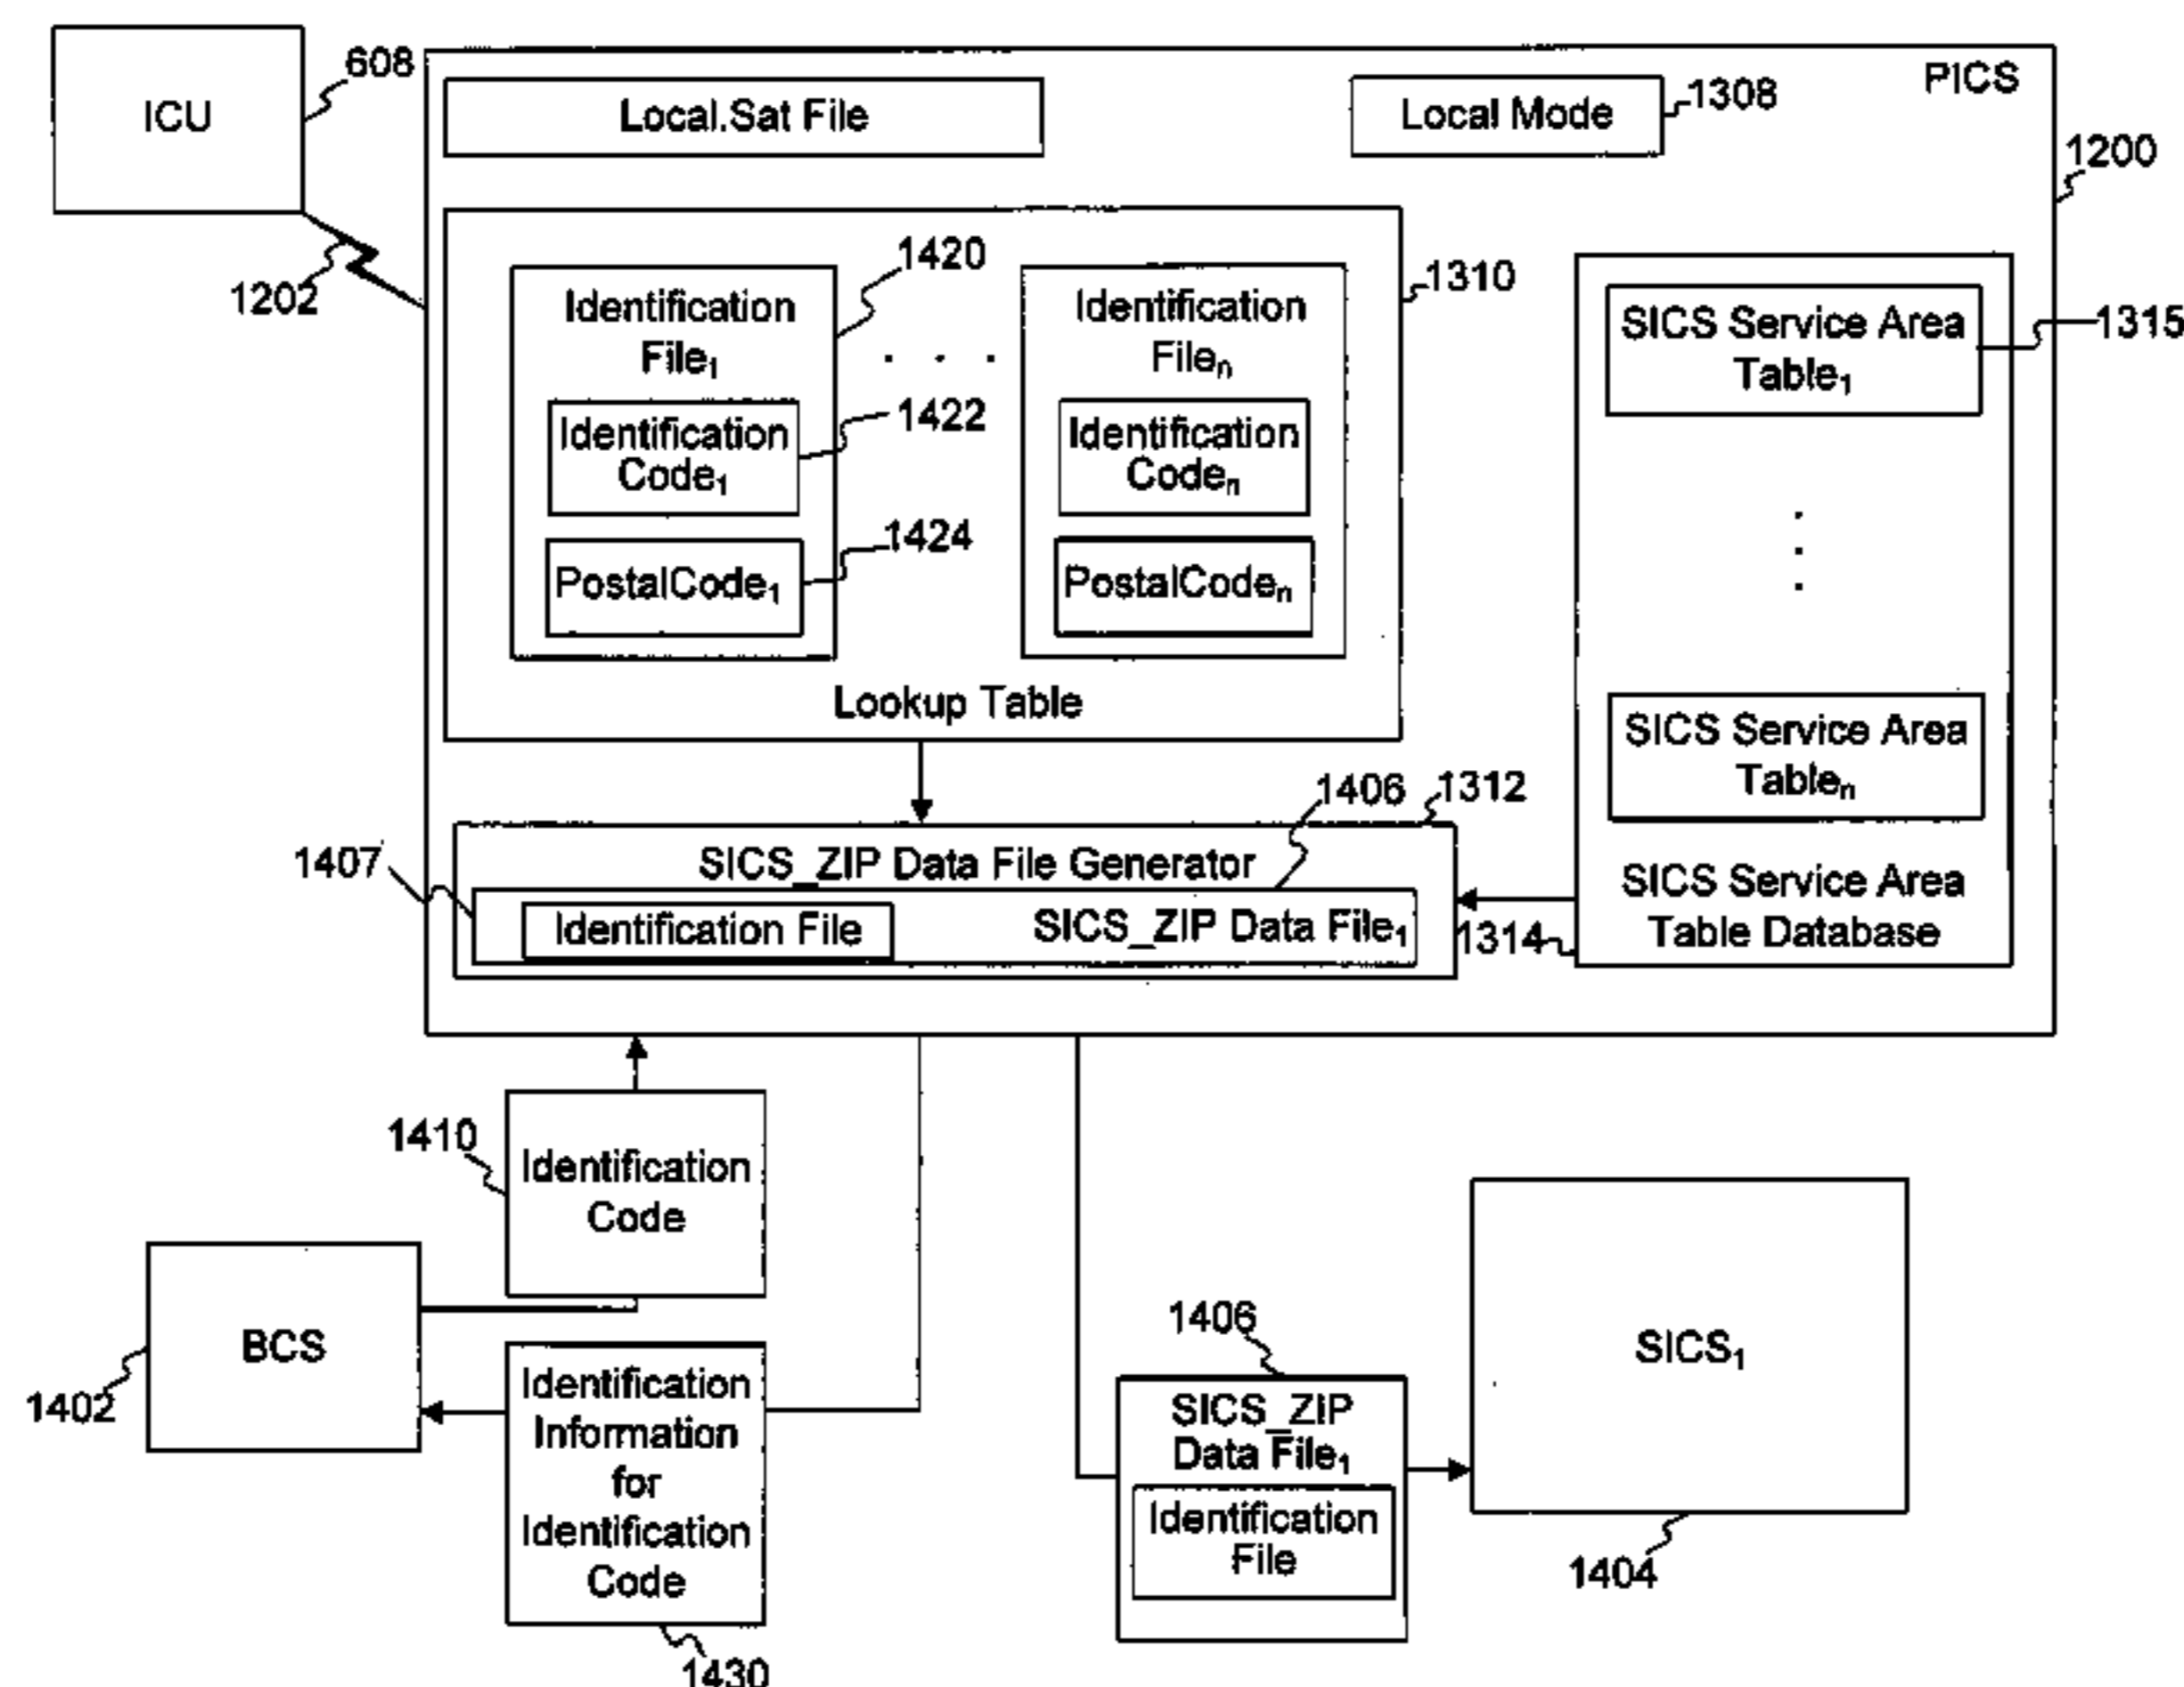 ICU
608
1202
PICS
1200
Local.Sat File
Local Mode
1308
1420
1310
Identification
File₁
. . .
Identification
Fileₙ
1422
Identification
Code₁
Identification
Codeₙ
1424
PostalCode₁
PostalCodeₙ
Lookup Table
SICS Service Area
Table₁
1315
.
.
.
SICS Service Area
Tableₙ
SICS Service Area
Table Database
1314
1406
1312
1407
SICS_ZIP Data File Generator
Identification File
SICS_ZIP Data File₁
1410
Identification
Code
BCS
1402
Identification
Information
for
Identification
Code
1430
1406
SICS_ZIP
Data File₁
Identification
File
SICS₁
1404